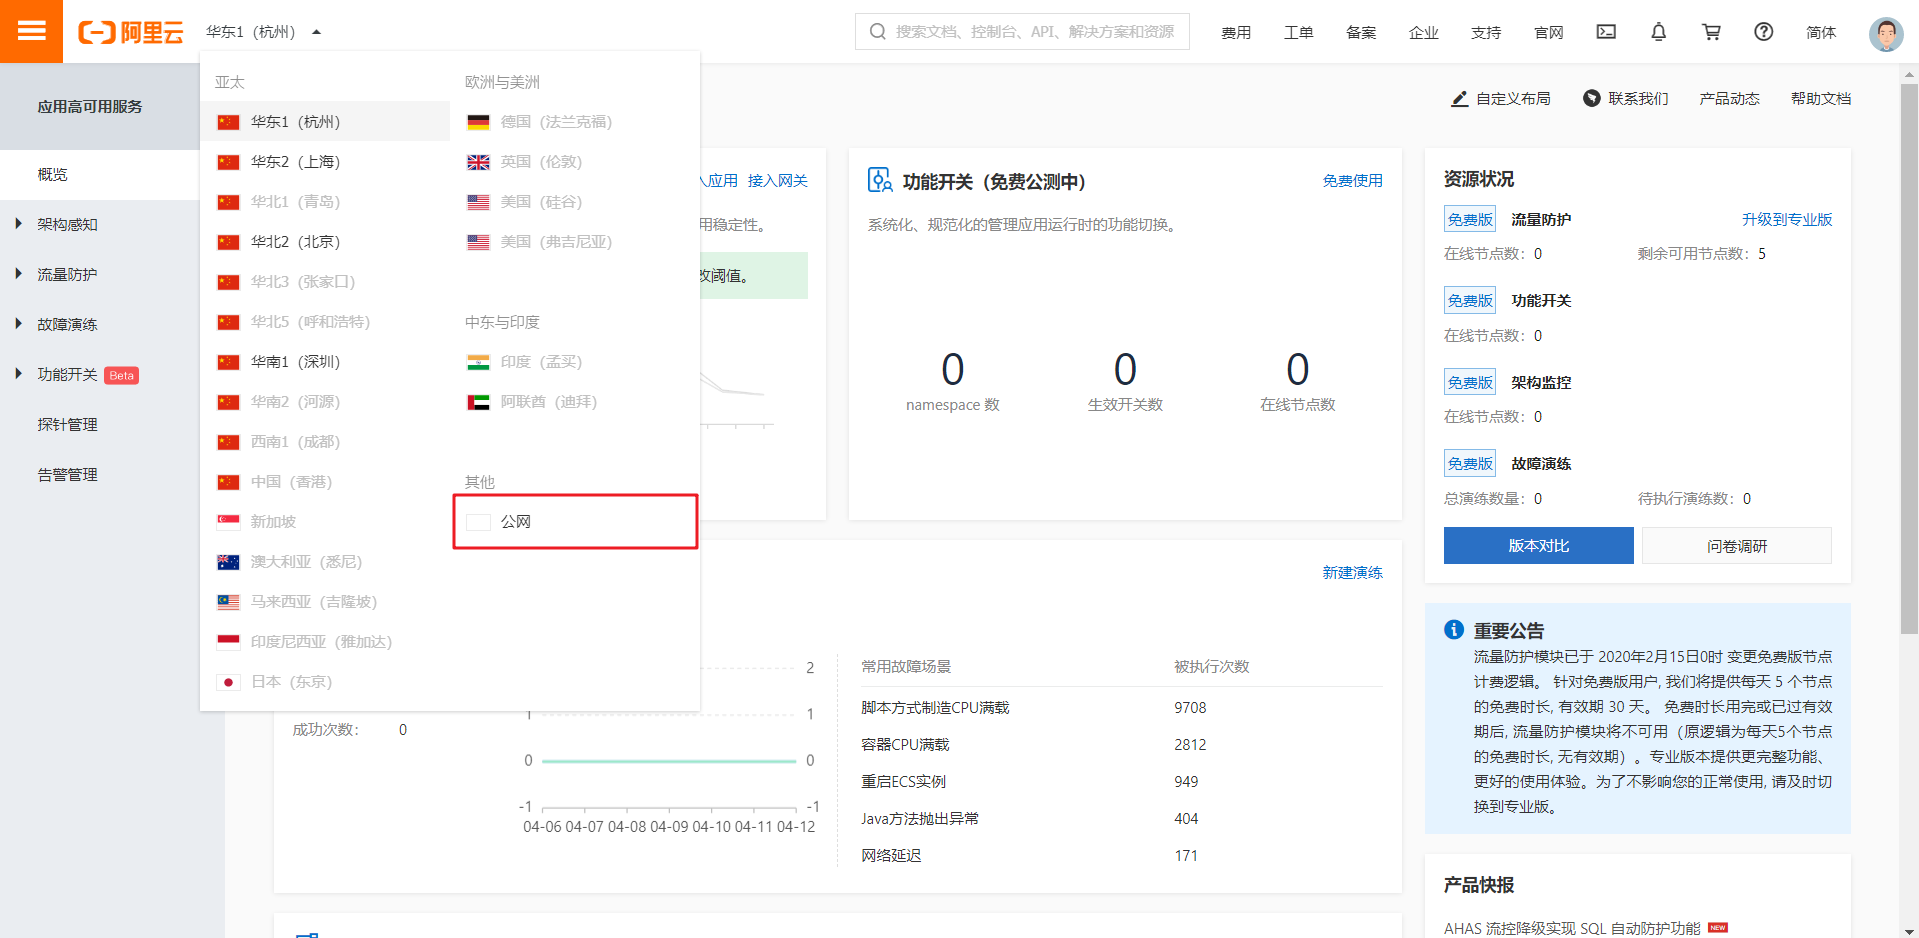 阿里云
华东1（杭州）
搜索文档、控制台、API、解决方案和资源
费用
工单
备案
企业
支持
官网
简体
应用高可用服务
概览
架构感知
流量防护
故障演练
功能开关 Beta
探针管理
告警管理
亚太
华东1（杭州）
华东2（上海）
华北1（青岛）
华北2（北京）
华北3（张家口）
华北5（呼和浩特）
华南1（深圳）
华南2（河源）
西南1（成都）
中国（香港）
新加坡
澳大利亚（悉尼）
马来西亚（吉隆坡）
印度尼西亚（雅加达）
日本（东京）
欧洲与美洲
德国（法兰克福）
英国（伦敦）
美国（硅谷）
美国（弗吉尼亚）
中东与印度
印度（孟买）
阿联酋（迪拜）
其他
公网
自定义布局
联系我们
产品动态
帮助文档
入应用 接入网关
用稳定性。
改阈值。
功能开关（免费公测中）
免费使用
系统化、规范化的管理应用运行时的功能切换。
0
0
0
namespace 数
生效开关数
在线节点数
新建演练
成功次数： 0
2
1 1
0 0
-1 -1
04-06 04-07 04-08 04-09 04-10 04-11 04-12
常用故障场景 被执行次数
脚本方式制造CPU满载 9708
容器CPU满载 2812
重启ECS实例 949
Java方法抛出异常 404
网络延迟 171
资源状况
免费版 流量防护 升级到专业版
在线节点数：0 剩余可用节点数：5
免费版 功能开关
在线节点数：0
免费版 架构监控
在线节点数：0
免费版 故障演练
总演练数量：0 待执行演练数：0
版本对比
问卷调研
重要公告
流量防护模块已于 2020年2月15日0时 变更免费版节点
计费逻辑。 针对免费版用户, 我们将提供每天 5 个节点
的免费时长, 有效期 30 天。 免费时长用完或已过有效
期后, 流量防护模块将不可用（原逻辑为每天5个节点
的免费时长, 无有效期）。专业版本提供更完整功能、
更好的使用体验。为了不影响您的正常使用, 请及时切
换到专业版。
产品快报
AHAS 流控降级实现 SQL 自动防护功能 NEW